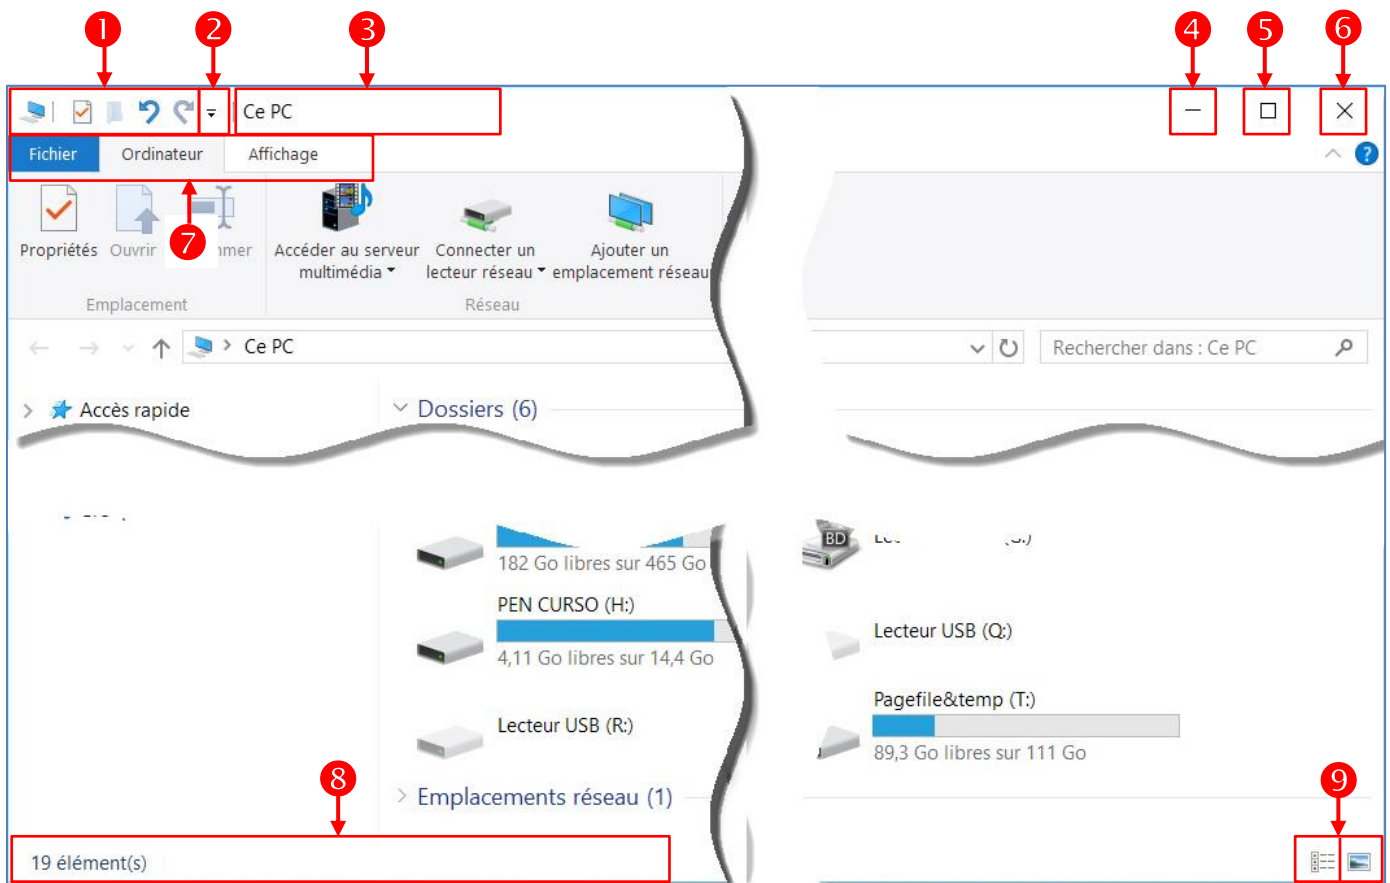 1 2 3 4 5 6
Ce PC
Fichier Ordinateur Affichage
?
7
Propriétés Ouvrir mmer Accéder au serveur multimédia Connecter un lecteur réseau Ajouter un emplacement réseau
Emplacement Réseau
Ce PC
Rechercher dans : Ce PC
Accès rapide
Dossiers (6)
BD
182 Go libres sur 465 Go
PEN CURSO (H:)
4,11 Go libres sur 14,4 Go
Lecteur USB (Q:)
Pagefile&temp (T:)
89,3 Go libres sur 111 Go
Lecteur USB (R:)
8 9
Emplacements réseau (1)
19 élément(s)